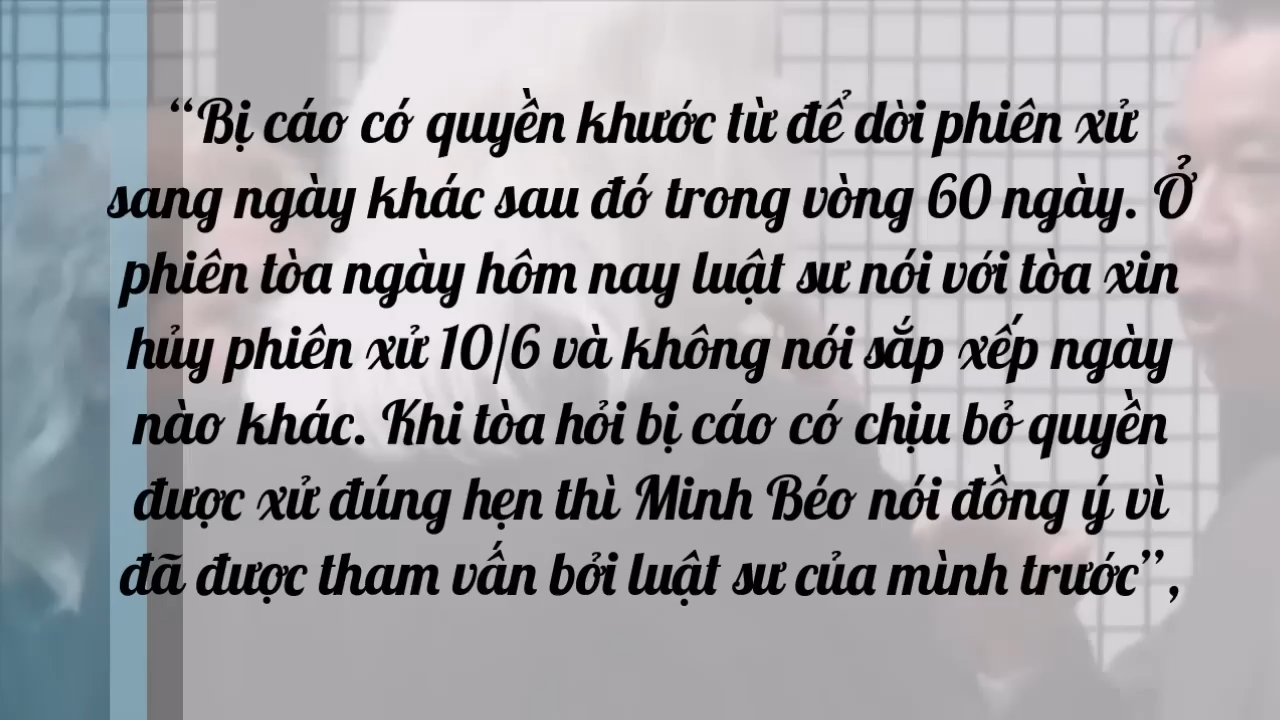 “Bị cáo có quyền khước từ để dời phiên xử
sang ngày khác sau đó trong vòng 60 ngày. Ở
phiên tòa ngày hôm nay luật sư nói với tòa xin
hủy phiên xử 10/6 và không nói sắp xếp ngày
nào khác. Khi tòa hỏi bị cáo có chịu bỏ quyền
được xử đúng hẹn thì Minh Béo nói đồng ý vì
đã được tham vấn bởi luật sư của mình trước”,